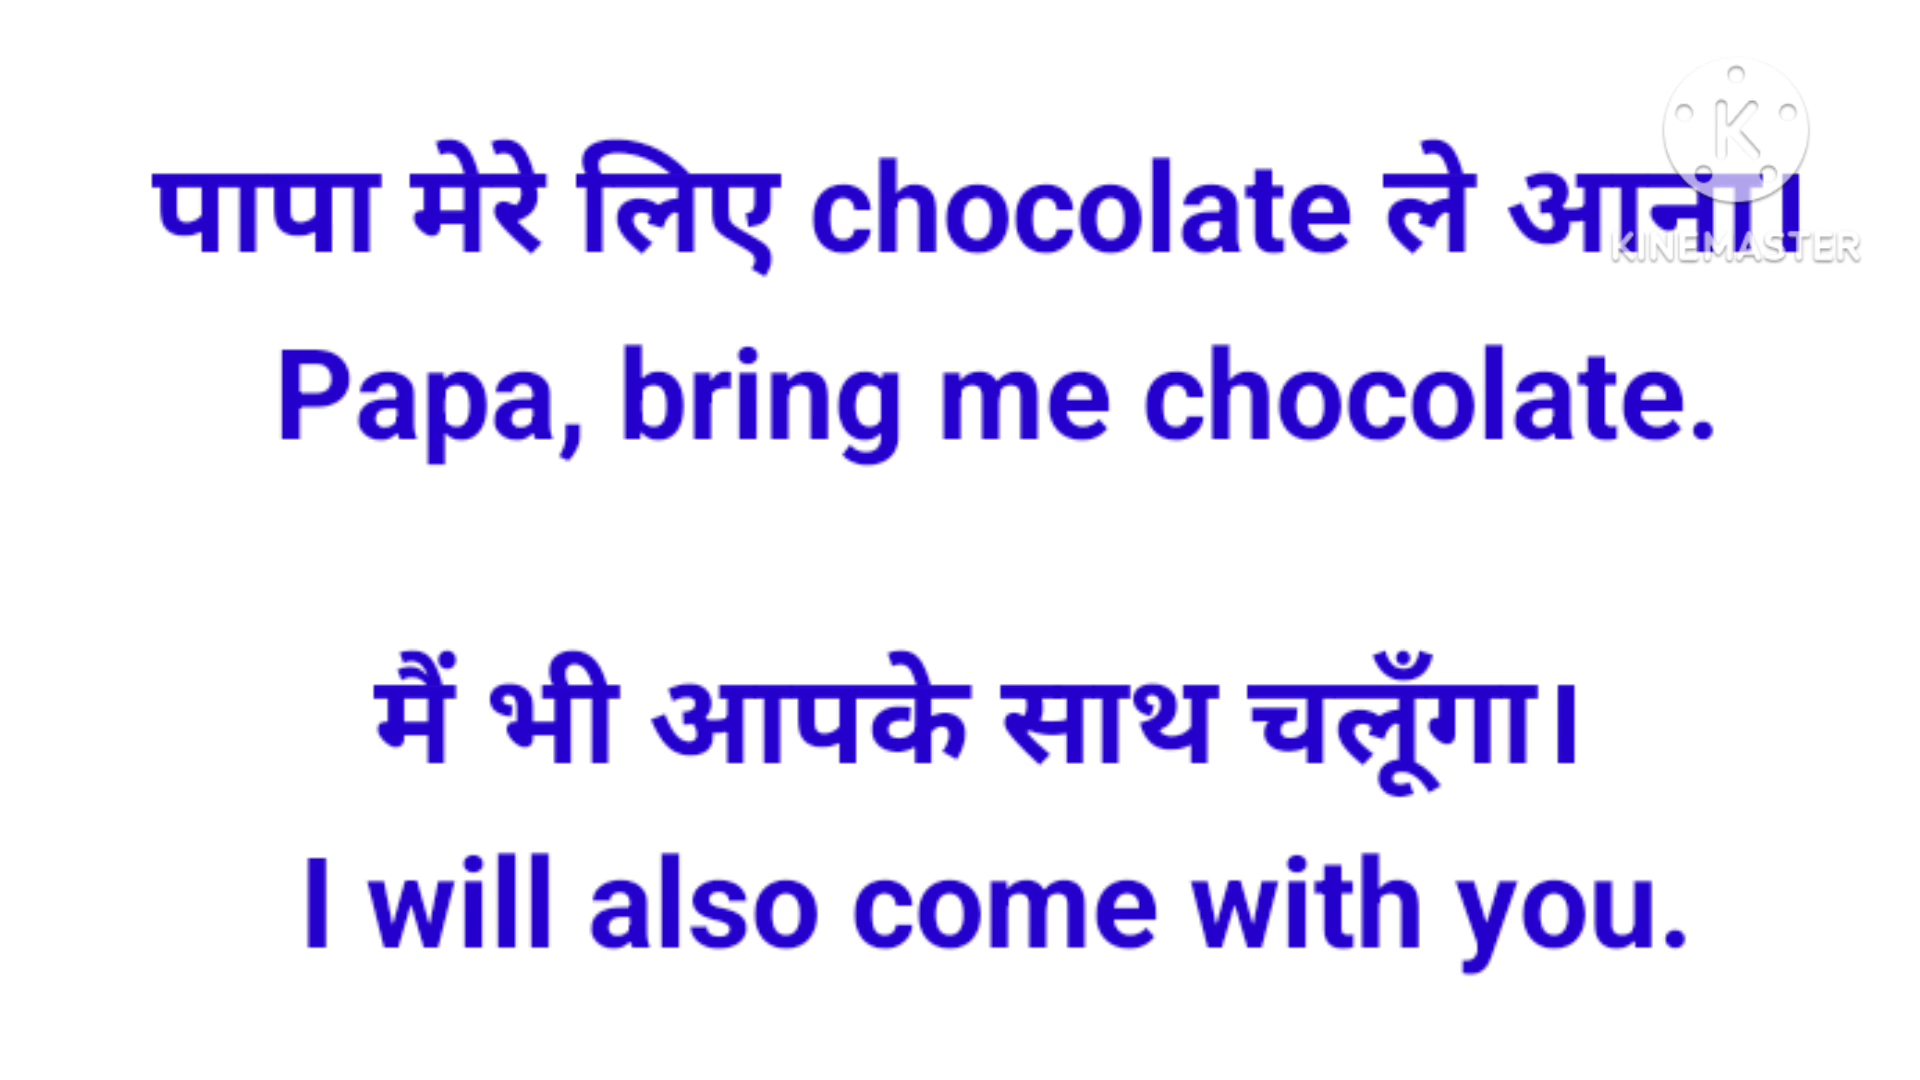 पापा मेरे लिए chocolate ले आना।
K
KINEMASTER
Papa, bring me chocolate.
मैं भी आपके साथ चलूँगा।
I will also come with you.